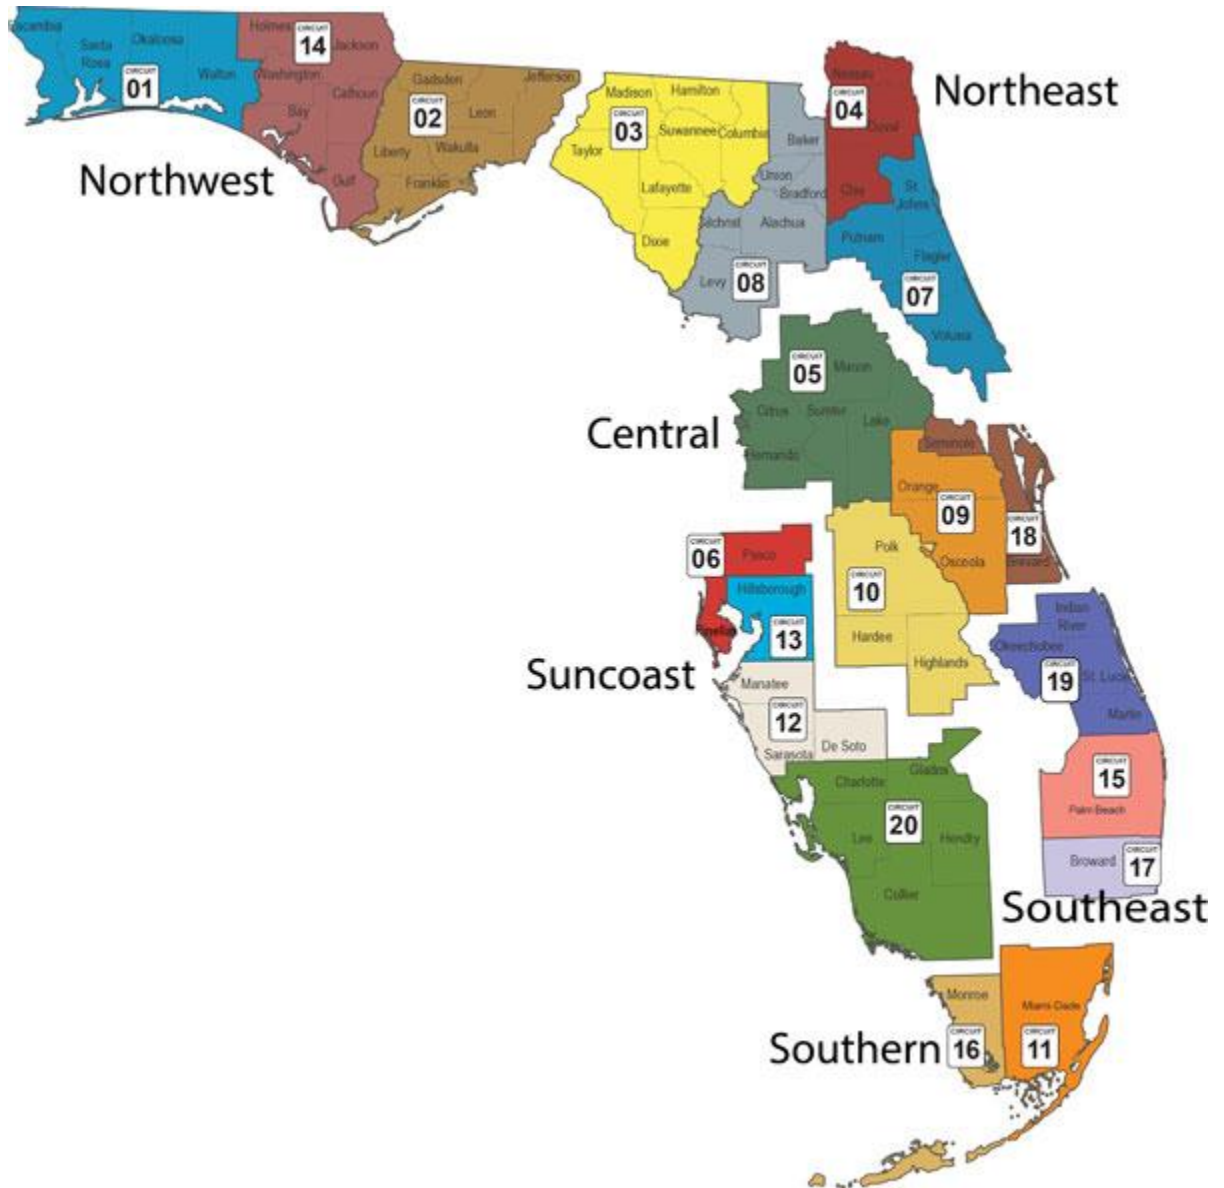 Escambia
Santa
Rosa
Okaloosa
Walton
CIRCUIT
01
Holmes
CIRCUIT
14
Jackson
Washington
Calhoun
Bay
Gulf
Gadsden
Jefferson
CIRCUIT
02
Leon
Liberty
Wakulla
Franklin
Northwest
Madison
Hamilton
CIRCUIT
03
Suwannee
Columbia
Taylor
Lafayette
Dixie
Baker
Union
Bradford
Gilchrist
Alachua
Levy
CIRCUIT
08
Nassau
CIRCUIT
04
Duval
Clay
Northeast
St
Johns
Putnam
Flagler
CIRCUIT
07
Volusia
CIRCUIT
05
Marion
Citrus
Sumter
Lake
Hernando
Central
Seminole
Orange
CIRCUIT
09
Osceola
CIRCUIT
18
Brevard
CIRCUIT
06
Pasco
Pinellas
Hillsborough
CIRCUIT
13
Polk
CIRCUIT
10
Hardee
Highlands
Suncoast
Manatee
CIRCUIT
12
Sarasota
De Soto
Indian
River
Okeechobee
CIRCUIT
19
St. Lucie
Martin
CIRCUIT
15
Palm Beach
Broward
CIRCUIT
17
Southeast
Charlotte
Glades
CIRCUIT
20
Lee
Hendry
Collier
Monroe
CIRCUIT
16
Miami-Dade
CIRCUIT
11
Southern